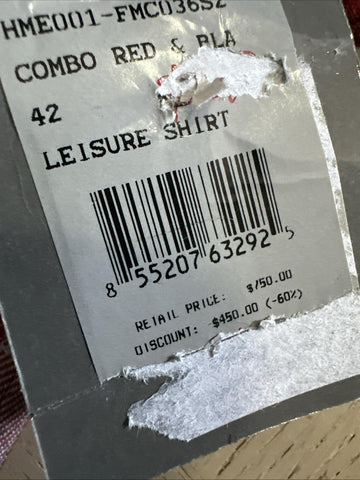 HME001-FMC036S2
COMBO RED & BLA
42
LEISURE SHIRT
8 55207 63292 5
RETAIL PRICE: $750.00
DISCOUNT: $450.00 (-60%)